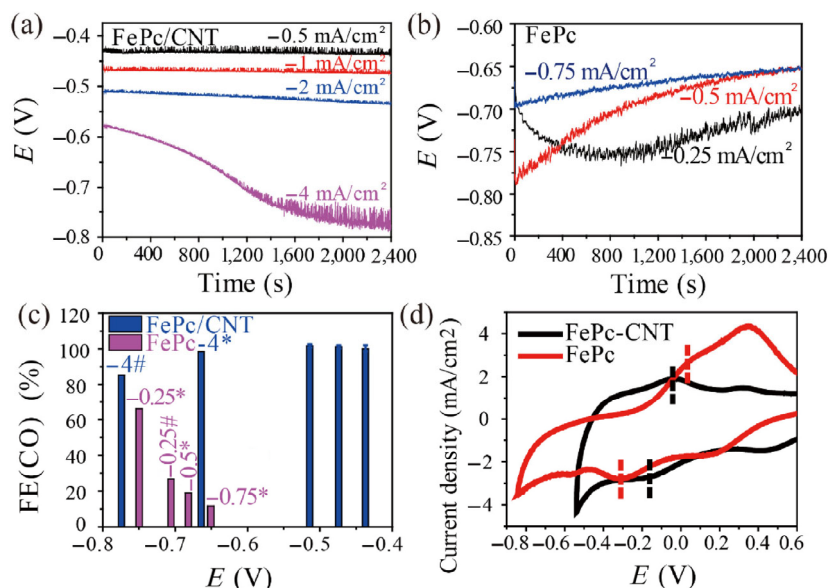 (a)
FePc/CNT
−0.5 mA/cm²
−1 mA/cm²
−2 mA/cm²
−4 mA/cm²
−0.4
−0.5
−0.6
−0.7
−0.8
E (V)
0 400 800 1,200 1,600 2,000 2,400
Time (s)
(b)
FePc
−0.75 mA/cm²
−0.5 mA/cm²
−0.25 mA/cm²
−0.60
−0.65
−0.70
−0.75
−0.80
−0.85
E (V)
0 400 800 1,200 1,600 2,000 2,400
Time (s)
(c)
FePc/CNT
FePc
−4*
−4#
−0.25*
−0.25#
−0.5*
−0.75*
120
100
80
60
40
20
0
FE(CO) (%)
−0.8 −0.7 −0.6 −0.5 −0.4
E (V)
(d)
FePc-CNT
FePc
4
2
0
−2
−4
Current density (mA/cm2)
−0.8 −0.6 −0.4 −0.2 0.0 0.2 0.4 0.6
E (V)